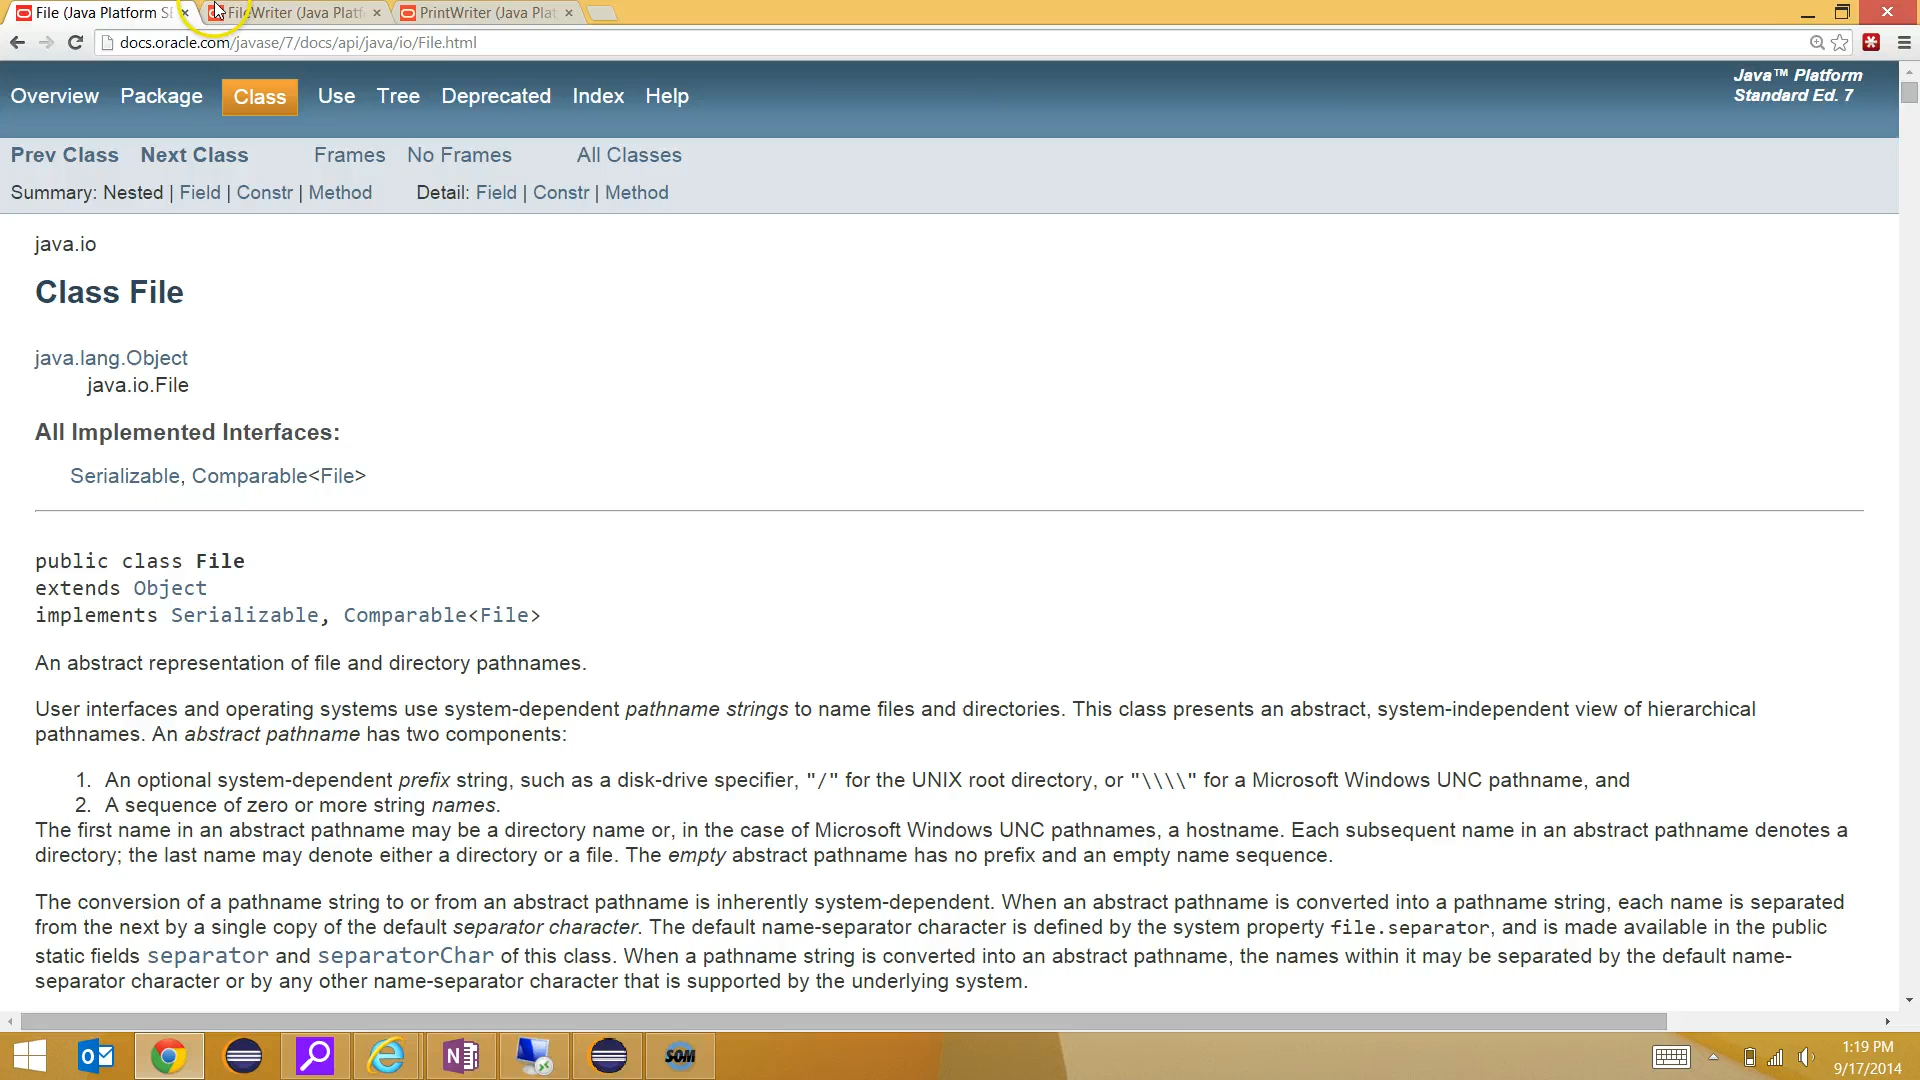 File (Java Platform SE
FileWriter (Java Platf
PrintWriter (Java Plat
docs.oracle.com/javase/7/docs/api/java/io/File.html
Overview Package Class Use Tree Deprecated Index Help
Java™ Platform
Standard Ed. 7
Prev Class Next Class Frames No Frames All Classes
Summary: Nested | Field | Constr | Method Detail: Field | Constr | Method
java.io
Class File
java.lang.Object
java.io.File
All Implemented Interfaces:
Serializable, Comparable<File>
public class File
extends Object
implements Serializable, Comparable<File>
An abstract representation of file and directory pathnames.
User interfaces and operating systems use system-dependent pathname strings to name files and directories. This class presents an abstract, system-independent view of hierarchical
pathnames. An abstract pathname has two components:
1. An optional system-dependent prefix string, such as a disk-drive specifier, "/" for the UNIX root directory, or "\\\\" for a Microsoft Windows UNC pathname, and
2. A sequence of zero or more string names.
The first name in an abstract pathname may be a directory name or, in the case of Microsoft Windows UNC pathnames, a hostname. Each subsequent name in an abstract pathname denotes a
directory; the last name may denote either a directory or a file. The empty abstract pathname has no prefix and an empty name sequence.
The conversion of a pathname string to or from an abstract pathname is inherently system-dependent. When an abstract pathname is converted into a pathname string, each name is separated
from the next by a single copy of the default separator character. The default name-separator character is defined by the system property file.separator, and is made available in the public
static fields separator and separatorChar of this class. When a pathname string is converted into an abstract pathname, the names within it may be separated by the default name-
separator character or by any other name-separator character that is supported by the underlying system.
SOM
1:19 PM
9/17/2014